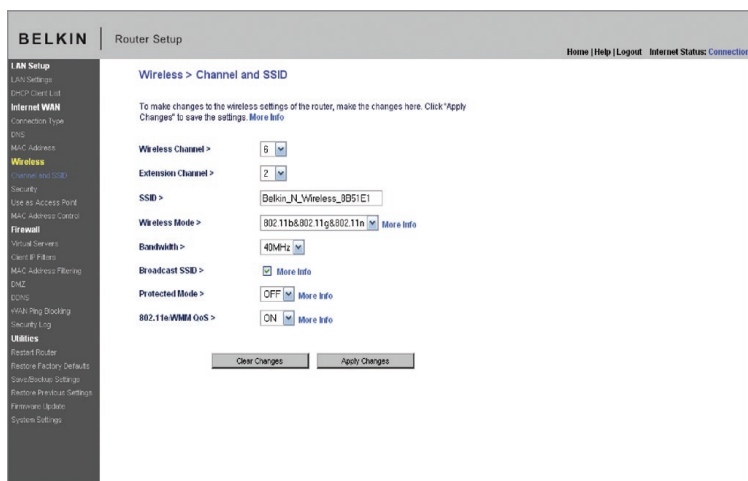 BELKIN | Router Setup
Home | Help | Logout Internet Status: Connection
LAN Setup
LAN Settings
DHCP Client List
Internet WAN
Connection Type
DNS
MAC Address
Wireless
Channel and SSID
Security
Use as Access Point
MAC Address Control
Firewall
Virtual Servers
Client IP Filters
MAC Address Filtering
DMZ
DDNS
WAN Ping Blocking
Security Log
Utilities
Restart Router
Restore Factory Defaults
Save/Backup Settings
Restore Previous Settings
Firmware Update
System Settings
Wireless > Channel and SSID
To make changes to the wireless settings of the router, make the changes here. Click "Apply
Changes" to save the settings. More Info
Wireless Channel > 6
Extension Channel > 2
SSID > Belkin_N_Wireless_8B51E1
Wireless Mode > 802.11b&802.11g&802.11n More Info
Bandwidth > 40MHz
Broadcast SSID > More Info
Protected Mode > OFF More Info
802.11e/WMM QoS > ON More Info
Clear Changes Apply Changes